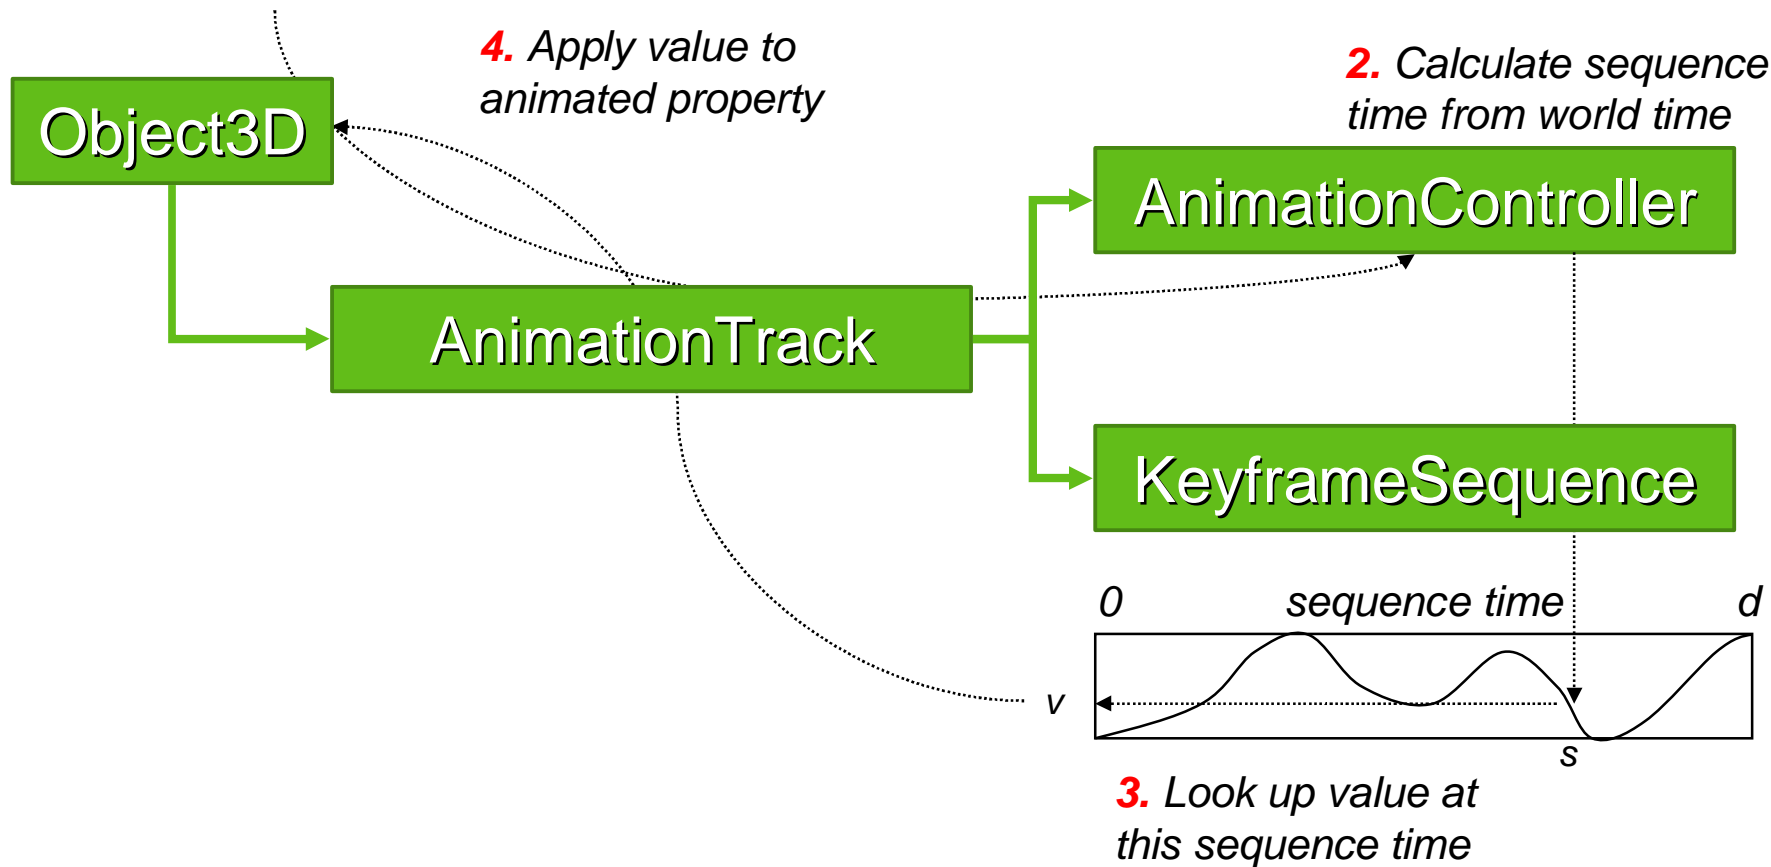 4. Apply value to
animated property
2. Calculate sequence
time from world time
Object3D
AnimationController
AnimationTrack
KeyframeSequence
0 sequence time d
v
s
3. Look up value at
this sequence time